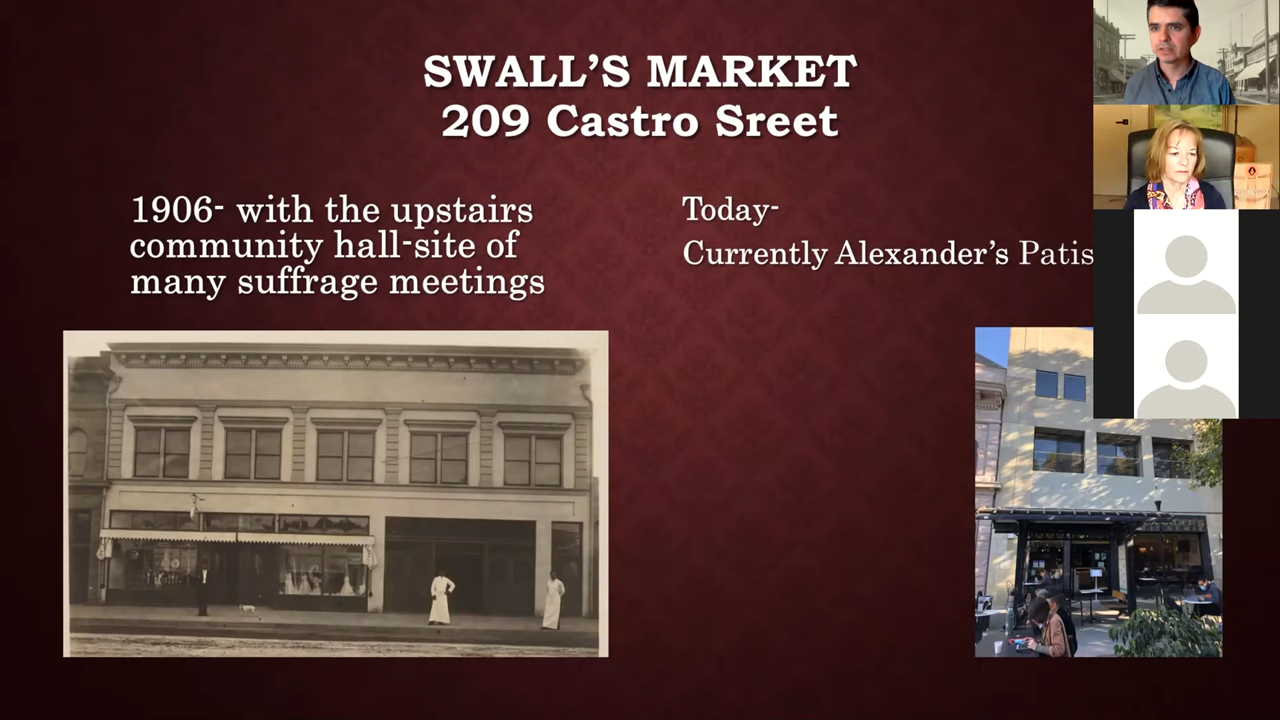 SWALL'S MARKET
209 Castro Sreet
1906- with the upstairs
community hall-site of
many suffrage meetings
Today-
Currently Alexander's Patis